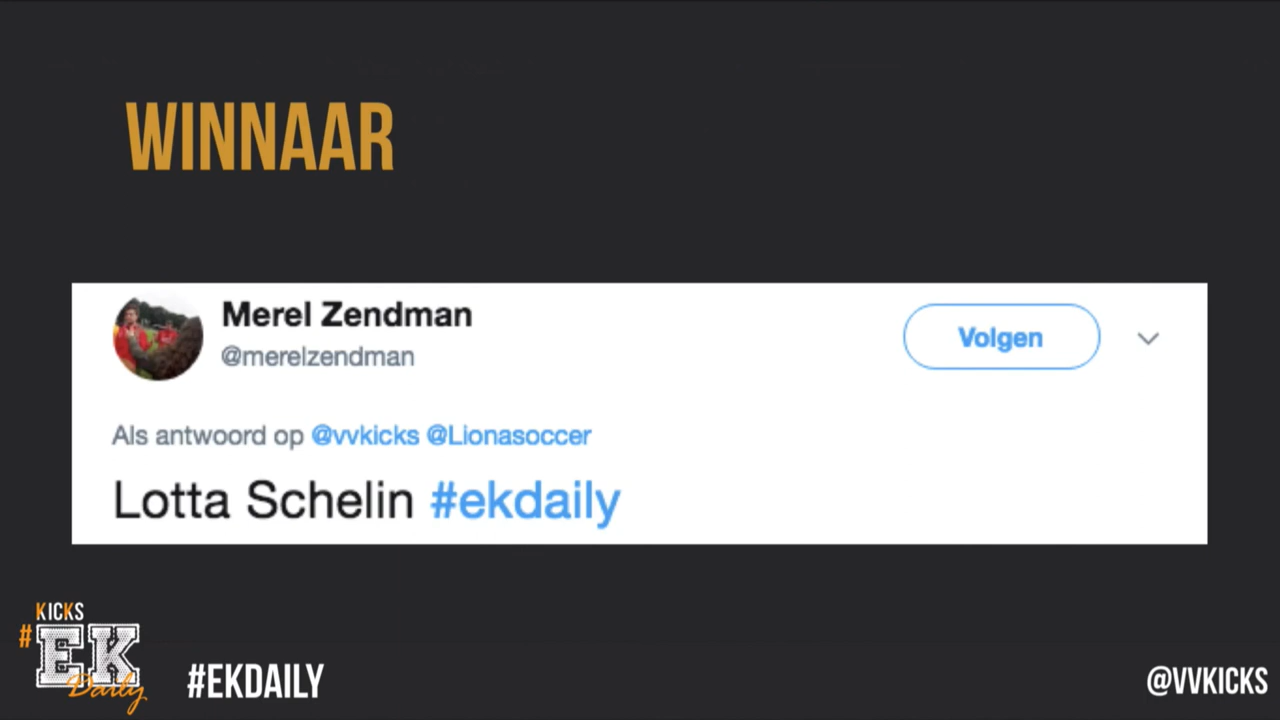 WINNAAR
Merel Zendman
@merelzendman
Volgen
Als antwoord op @vvkicks @Lionasoccer
Lotta Schelin #ekdaily
KICKS
#EK
Daily
#EKDAILY
@VVKICKS